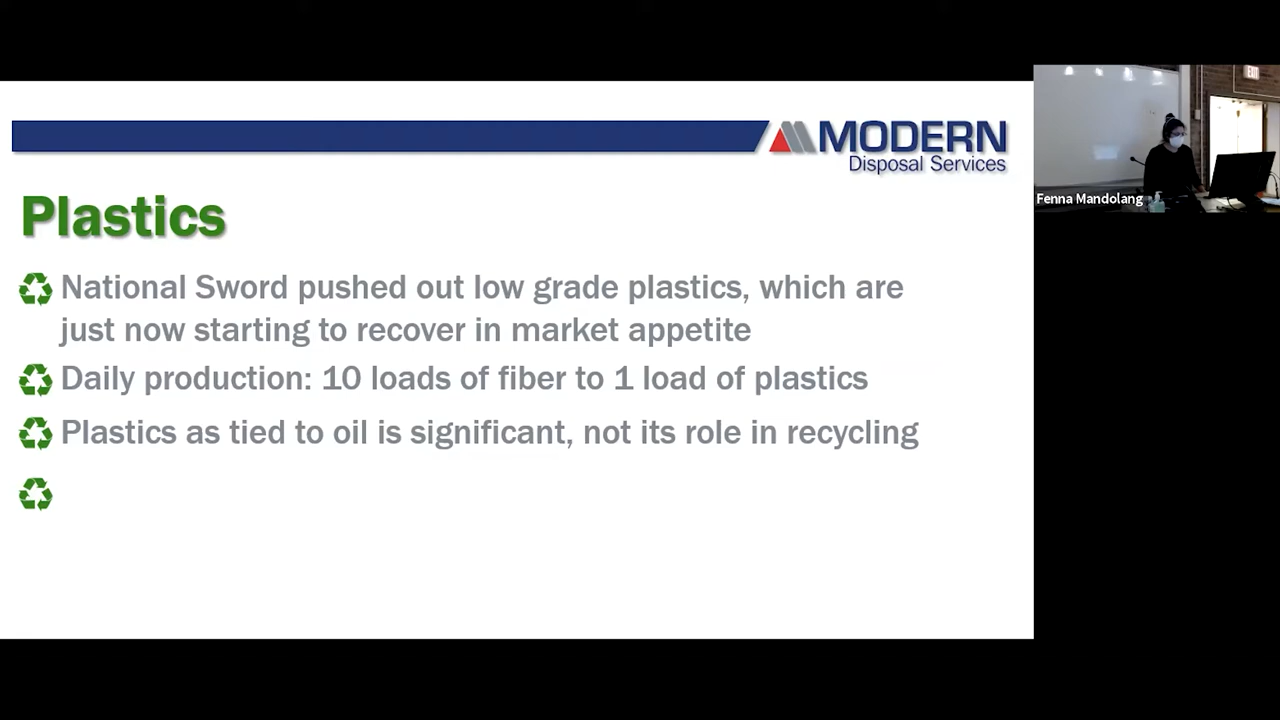 MODERN
Disposal Services
EXIT
Fenna Mandolang
Plastics
National Sword pushed out low grade plastics, which are
just now starting to recover in market appetite
Daily production: 10 loads of fiber to 1 load of plastics
Plastics as tied to oil is significant, not its role in recycling